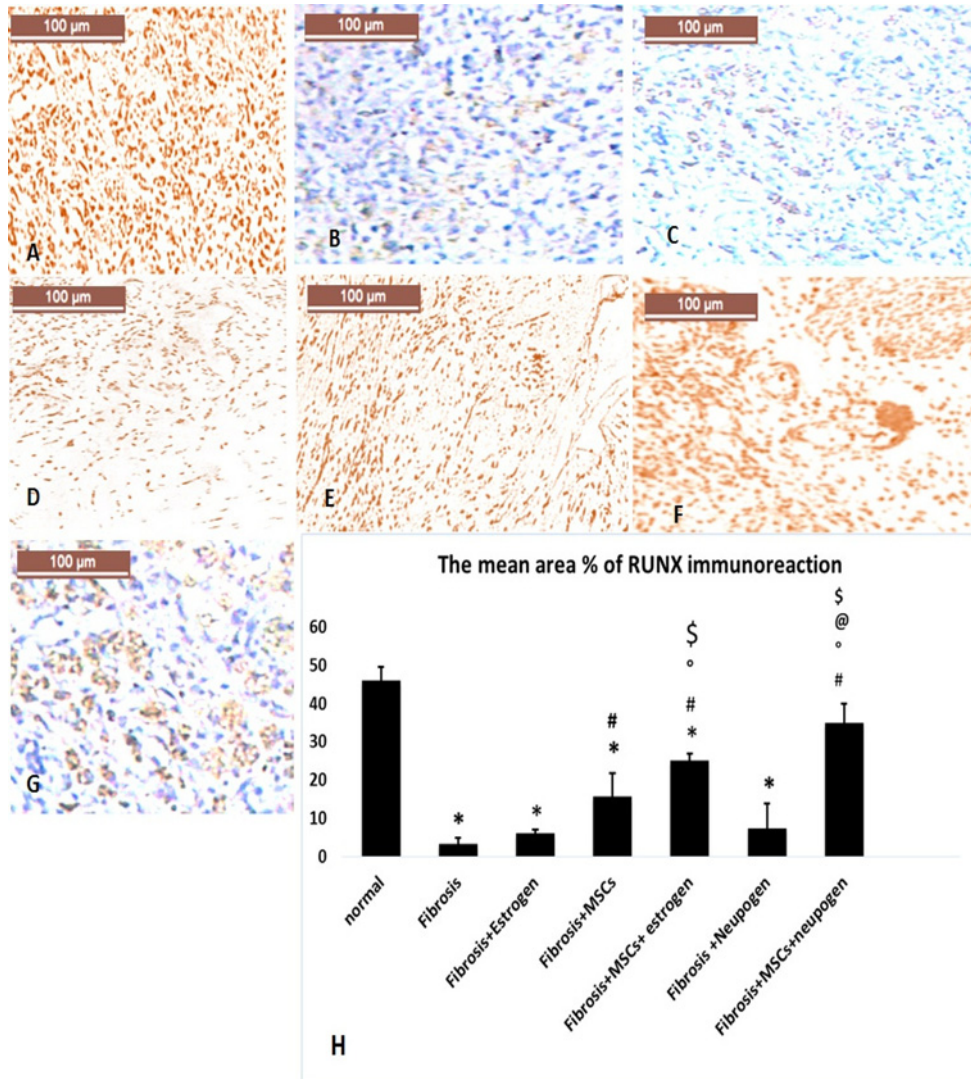 100 µm
100 µm
100 µm
A
B
C
100 µm
100 µm
100 µm
D
E
F
100 µm
G
The mean area % of RUNX immunoreaction
60
50
40
30
20
10
0
*
*
#
*
$
°
#
*
*
$
@
°
#
normal
Fibrosis
Fibrosis+Estrogen
Fibrosis+MSCs
Fibrosis+MSCs+ estrogen
Fibrosis +Neupogen
Fibrosis+MSCs+neupogen
H